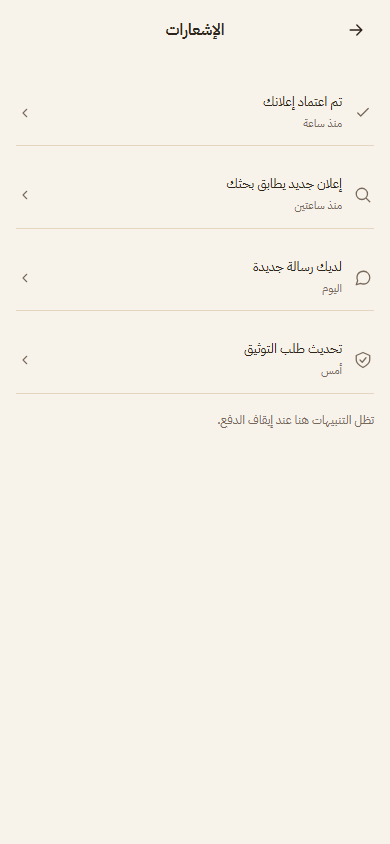 الإشعارات
تم اعتماد إعلانك
منذ ساعة
إعلان جديد يطابق بحثك
منذ ساعتين
لديك رسالة جديدة
اليوم
تحديث طلب التوثيق
أمس
تظل التنبيهات هنا عند إيقاف الدفع.